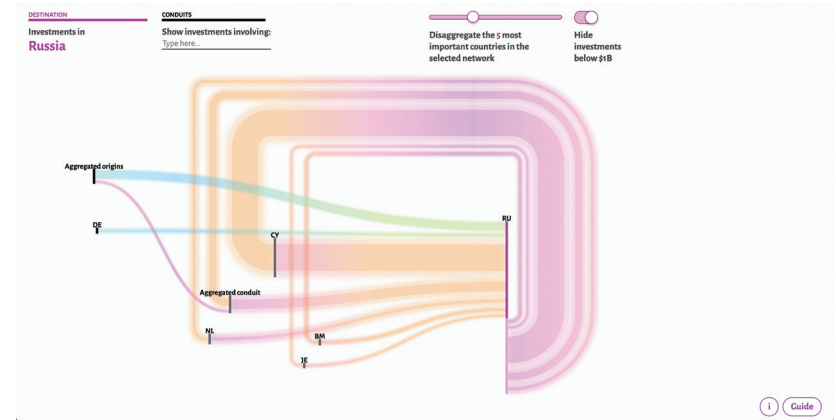 DESTINATION
Investments in
Russia
CONDUITS
Show investments involving:
Type here...
Disaggregate the 5 most
important countries in the
selected network
Hide
investments
below $1B
Aggregated origins
DE
CY
RU
Aggregated conduit
NL
BM
JE
i
Guide